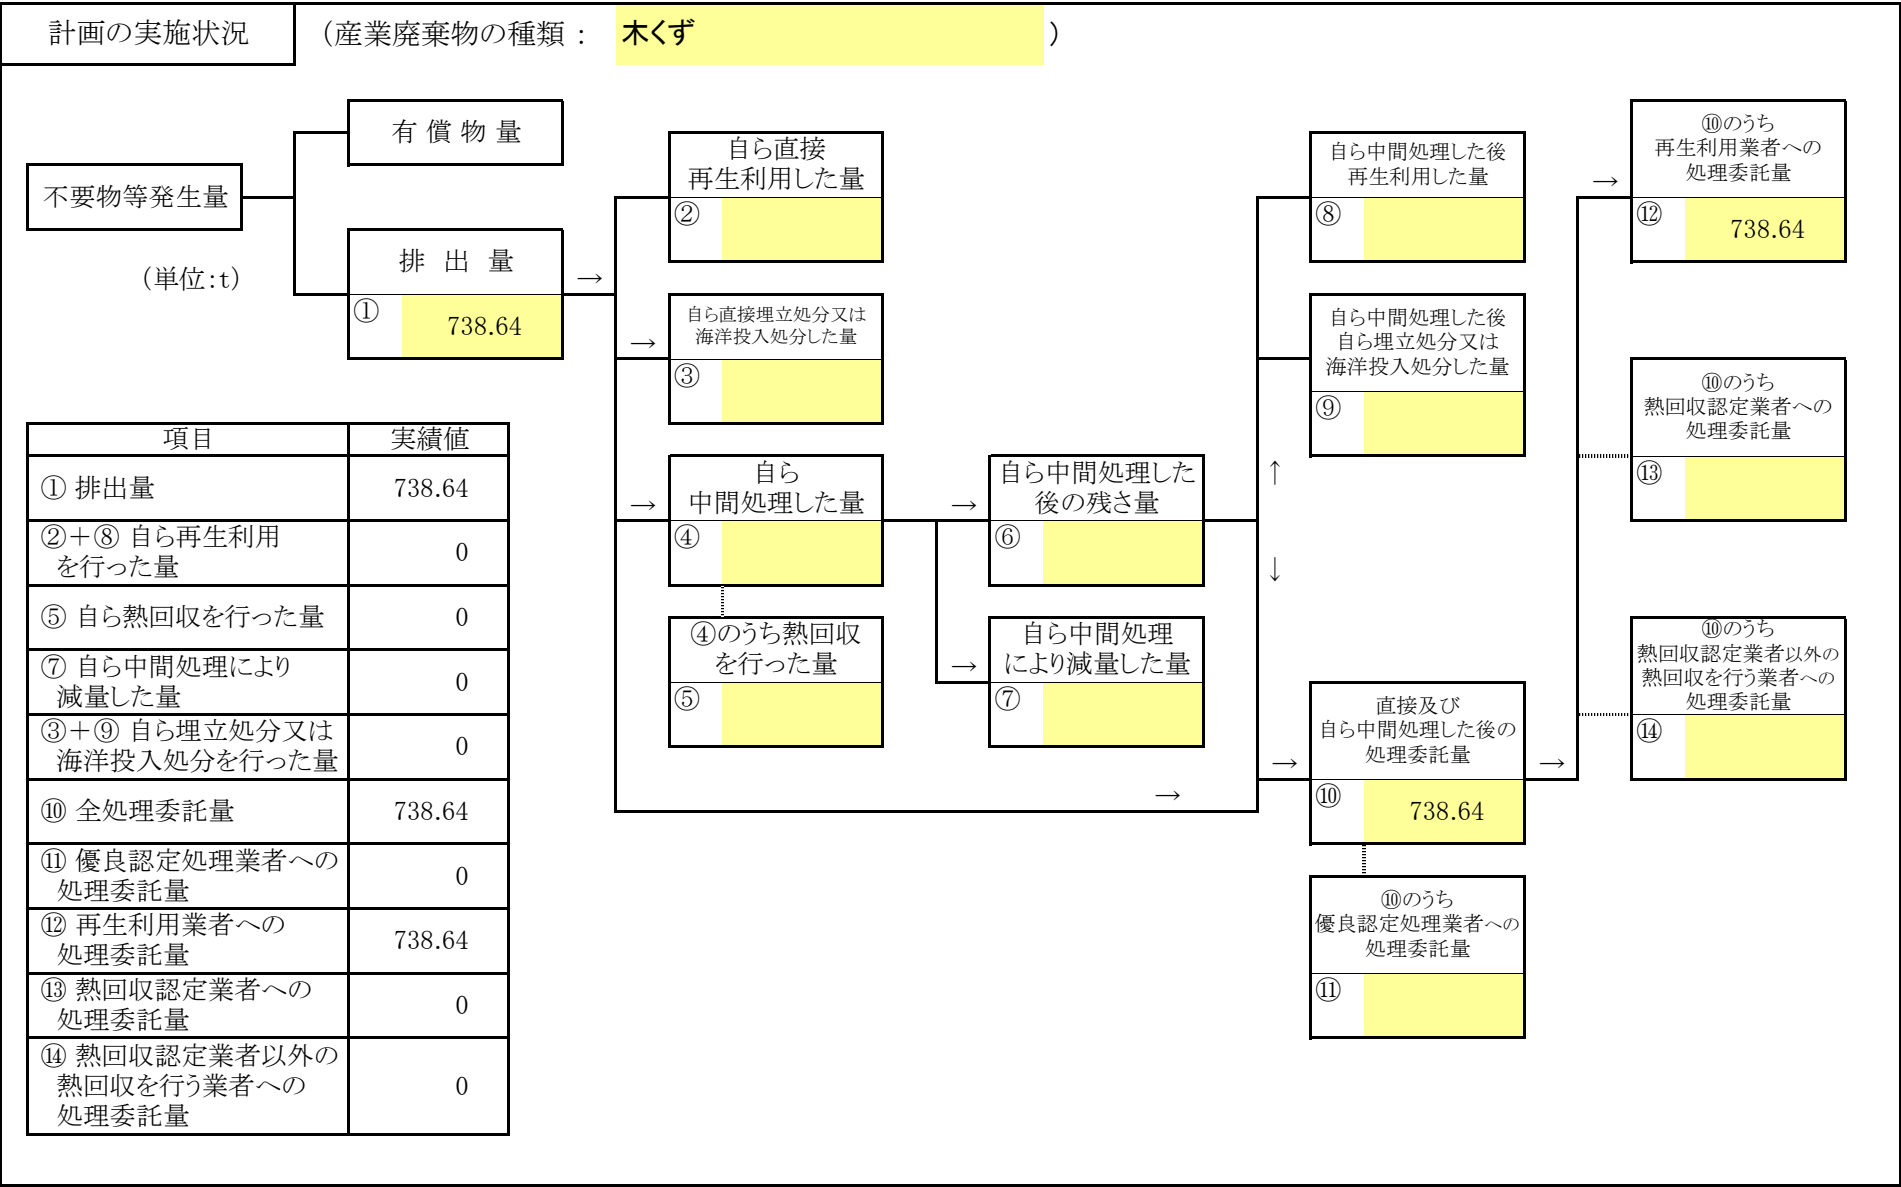 計画の実施状況
（産業廃棄物の種類： 木くず ）
不要物等発生量
（単位:t）
有 償 物 量
排 出 量
① 738.64
→
自ら直接
再生利用した量
②
→
自ら直接埋立処分又は
海洋投入処分した量
③
→
自ら
中間処理した量
④
④のうち熱回収
を行った量
⑤
→
自ら中間処理した
後の残さ量
⑥
→
自ら中間処理
により減量した量
⑦
→
↑
↓
自ら中間処理した後
再生利用した量
⑧
自ら中間処理した後
自ら埋立処分又は
海洋投入処分した量
⑨
→
直接及び
自ら中間処理した後の
処理委託量
⑩ 738.64
→
⑩のうち
優良認定処理業者への
処理委託量
⑪
→
⑩のうち
再生利用業者への
処理委託量
⑫ 738.64
⑩のうち
熱回収認定業者への
処理委託量
⑬
⑩のうち
熱回収認定業者以外の
熱回収を行う業者への
処理委託量
⑭
項目 実績値
① 排出量 738.64
②＋⑧ 自ら再生利用
を行った量 0
⑤ 自ら熱回収を行った量 0
⑦ 自ら中間処理により
減量した量 0
③＋⑨ 自ら埋立処分又は
海洋投入処分を行った量 0
⑩ 全処理委託量 738.64
⑪ 優良認定処理業者への
処理委託量 0
⑫ 再生利用業者への
処理委託量 738.64
⑬ 熱回収認定業者への
処理委託量 0
⑭ 熱回収認定業者以外の
熱回収を行う業者への 0
処理委託量